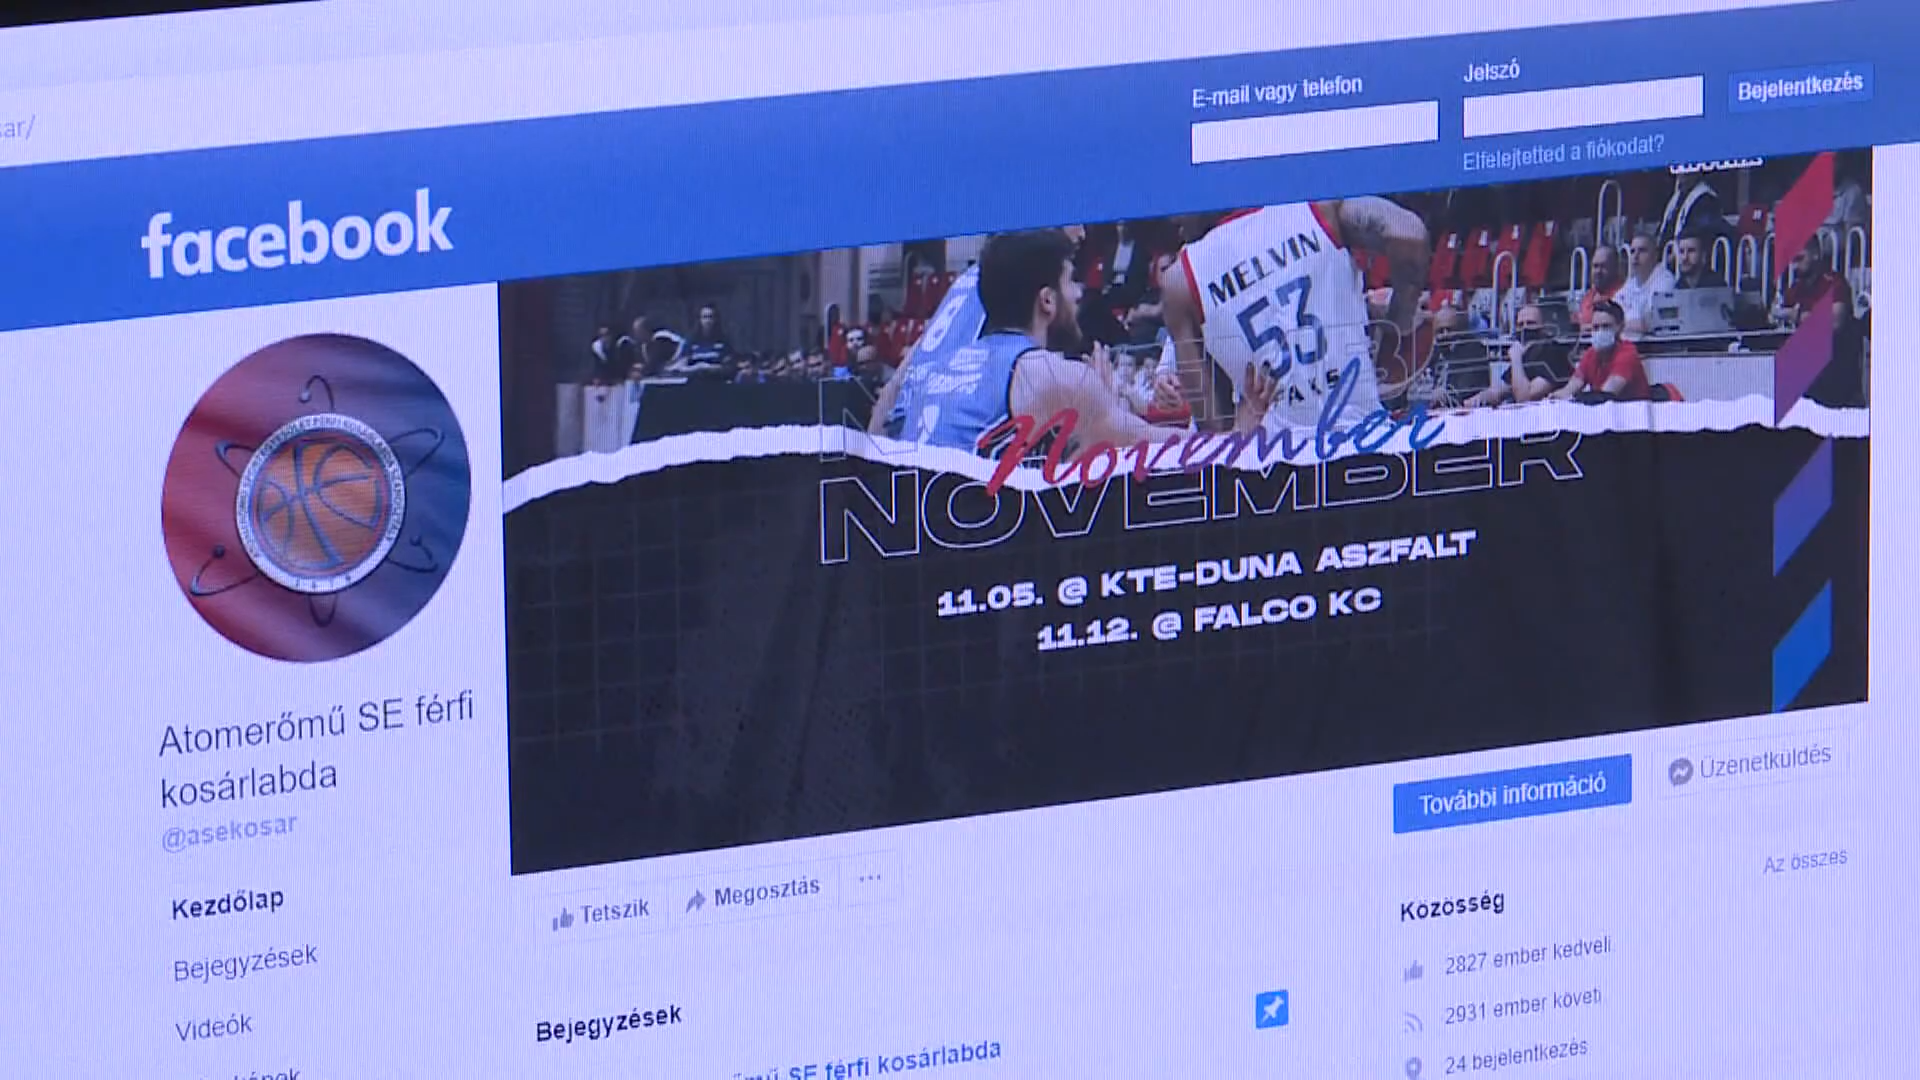 ar/
E-mail vagy telefon
Jelszó
Bejelentkezés
Elfelejtetted a fiókodat?
facebook
MELVIN
53
PAKS
November
NOVEMBER
11.05. @ KTE-DUNA ASZFALT
11.12. @ FALCO KC
Atomerőmű SE férfi
kosárlabda
@asekosar
További információ
Üzenetküldés
Tetszik
Megosztás
...
Az összes
Közösség
2827 ember kedveli
2931 ember követi
24 bejelentkezés
Kezdőlap
Bejegyzések
Videók
Bejegyzések
SE férfi kosárlabda